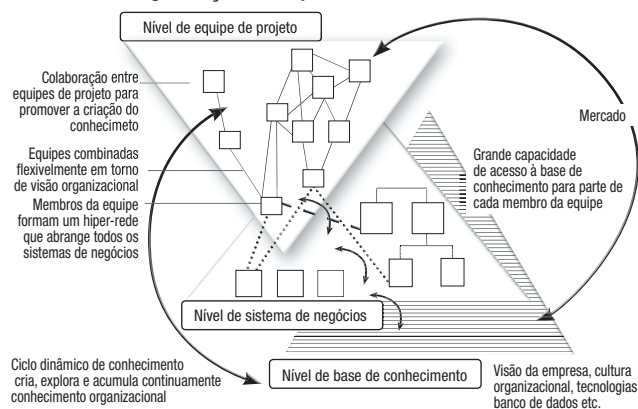 Nível de equipe de projeto
Colaboração entre
equipes de projeto para
promover a criação do
conhecimeto
Equipes combinadas
flexivelmente em torno
de visão organizacional
Membros da equipe
formam um hiper-rede
que abrange todos os
sistemas de negócios
Mercado
Grande capacidade
de acesso à base de
conhecimento para parte de
cada membro da equipe
Nível de sistema de negócios
Ciclo dinâmico de conhecimento
cria, explora e acumula continuamente
conhecimento organizacional
Nível de base de conhecimento
Visão da empresa, cultura
organizacional, tecnologias
banco de dados etc.